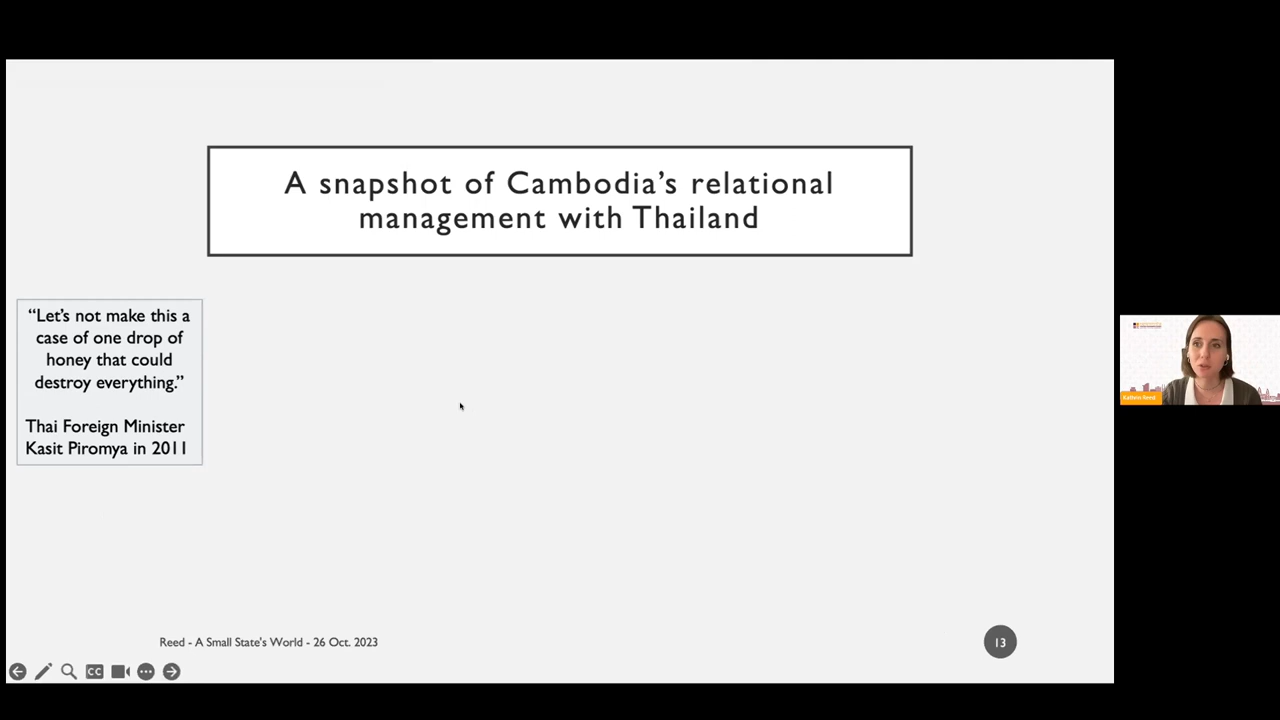 A snapshot of Cambodia’s relational
management with Thailand
“Let’s not make this a
case of one drop of
honey that could
destroy everything.”
Thai Foreign Minister
Kasit Piromya in 2011
Reed - A Small State's World - 26 Oct. 2023
13
CC